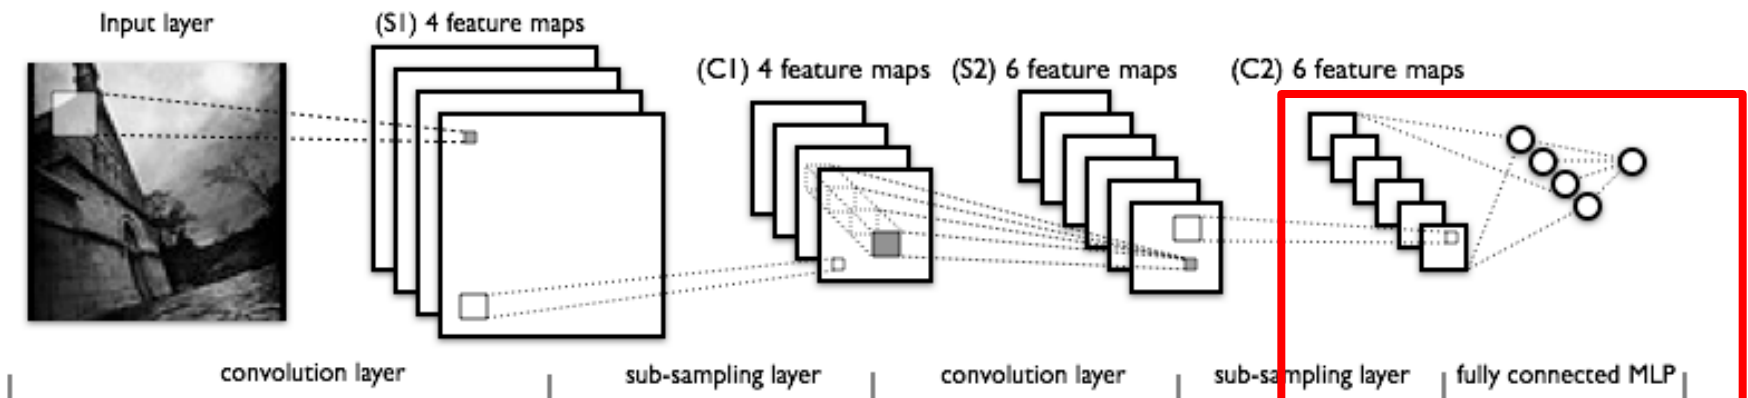 Input layer
(S1) 4 feature maps
(C1) 4 feature maps
(S2) 6 feature maps
(C2) 6 feature maps
convolution layer
sub-sampling layer
convolution layer
sub-sampling layer
fully connected MLP